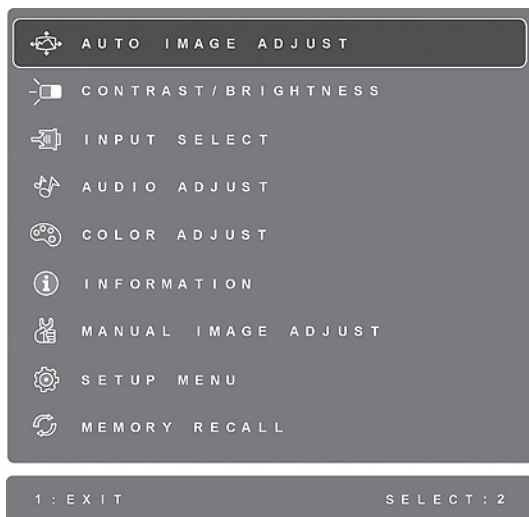 AUTO IMAGE ADJUST
CONTRAST/BRIGHTNESS
INPUT SELECT
AUDIO ADJUST
COLOR ADJUST
INFORMATION
MANUAL IMAGE ADJUST
SETUP MENU
MEMORY RECALL
1:EXIT SELECT:2